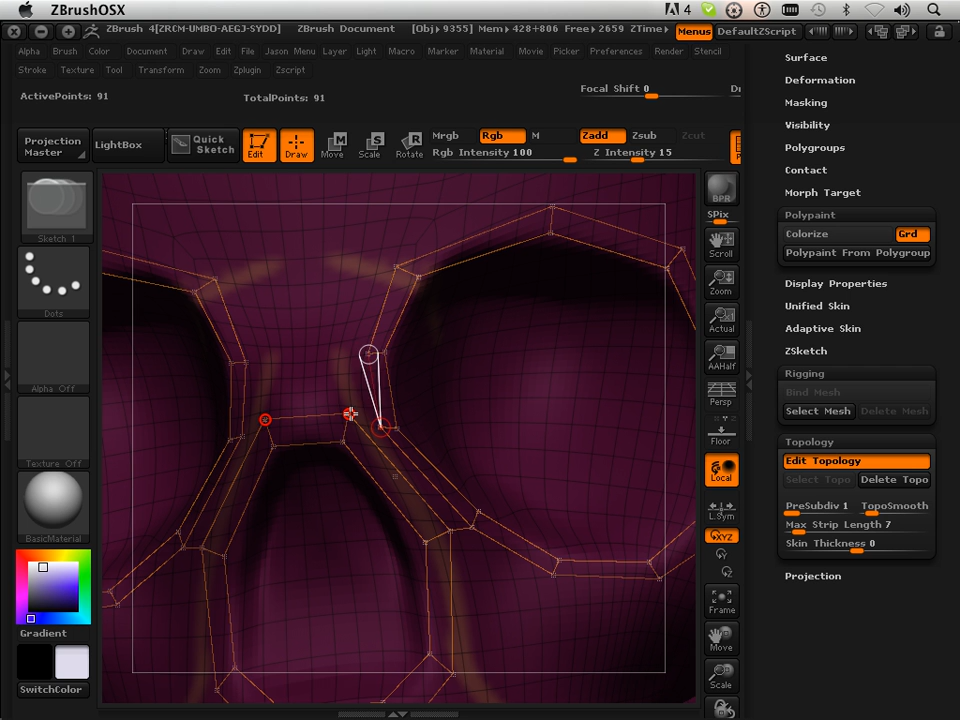 ZBrushOSX
4
ZBrush 4[ZRCM-UMBO-AEGJ-SYDD] ZBrush Document [Obj>9355] Mem>428+806 Free>2659 ZTime> Menus DefaultZScript
Alpha Brush Color Document Draw Edit File Jason Menu Layer Light Macro Marker Material Movie Picker Preferences Render Stencil
Stroke Texture Tool Transform Zoom Zplugin Zscript
ActivePoints: 91 TotalPoints: 91
Focal Shift 0
Projection Master
LightBox
Quick Sketch
Edit
Draw
Move
Scale
Rotate
Mrgb Rgb M Zadd Zsub Zcut
Rgb Intensity 100 Z Intensity 15
Sketch 1
Dots
Alpha Off
Texture Off
BasicMaterial
Gradient
SwitchColor
BPR
SPix
Scroll
Zoom
Actual
AAHalf
Persp
Floor
Local
L.Sym
XYZ
Y
Z
Frame
Move
Scale
Surface
Deformation
Masking
Visibility
Polygroups
Contact
Morph Target
Polypaint
Colorize Grd
Polypaint From Polygroup
Display Properties
Unified Skin
Adaptive Skin
ZSketch
Rigging
Bind Mesh
Select Mesh Delete Mesh
Topology
Edit Topology
Select Topo Delete Topo
PreSubdiv 1 TopoSmooth
Max Strip Length 7
Skin Thickness 0
Projection